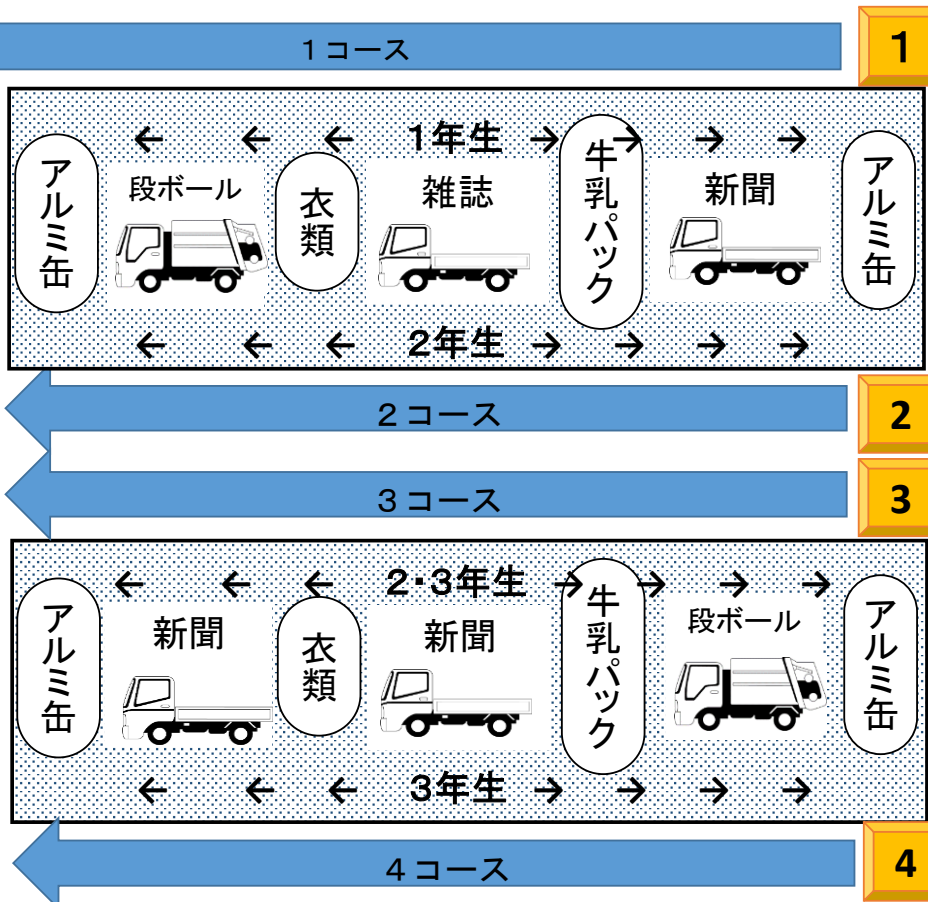 1コース
1
← ← ← 1年生 → → → →
アルミ缶
段ボール
衣類
雑誌
牛乳パック
新聞
アルミ缶
← ← ← 2年生 → → → →
2コース
2
3コース
3
← ← ← 2・3年生 → → → →
アルミ缶
新聞
衣類
新聞
牛乳パック
段ボール
アルミ缶
← ← ← 3年生 → → → →
4コース
4